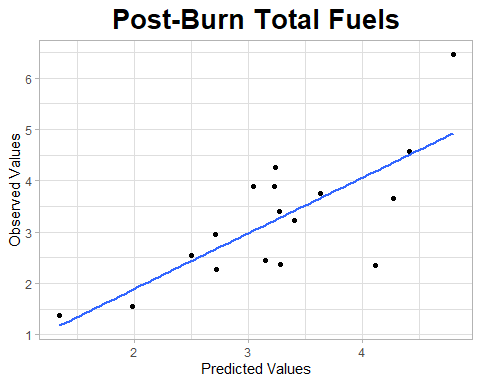 Post-Burn Total Fuels
Observed Values
6
5
4
3
2
1
2 3 4
Predicted Values